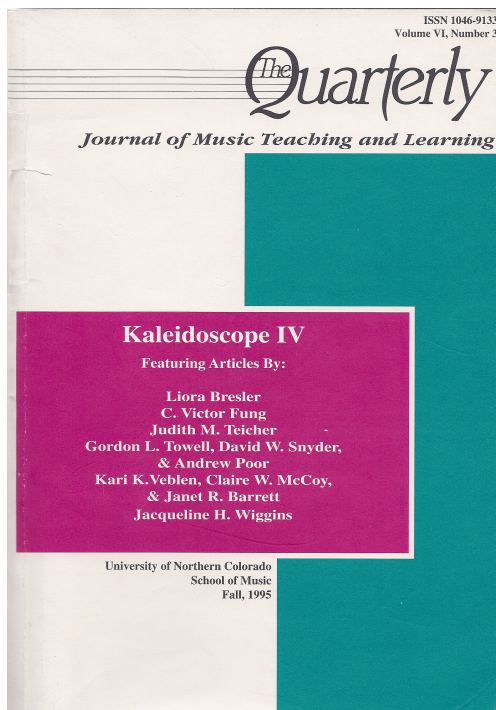 ISSN 1046-9133
Volume VI, Number 3
The Quarterly
Journal of Music Teaching and Learning
Kaleidoscope IV
Featuring Articles By:
Liora Bresler
C. Victor Fung
Judith M. Teicher
Gordon L. Towell, David W. Snyder,
& Andrew Poor
Kari K.Veblen, Claire W. McCoy,
& Janet R. Barrett
Jacqueline H. Wiggins
University of Northern Colorado
School of Music
Fall, 1995